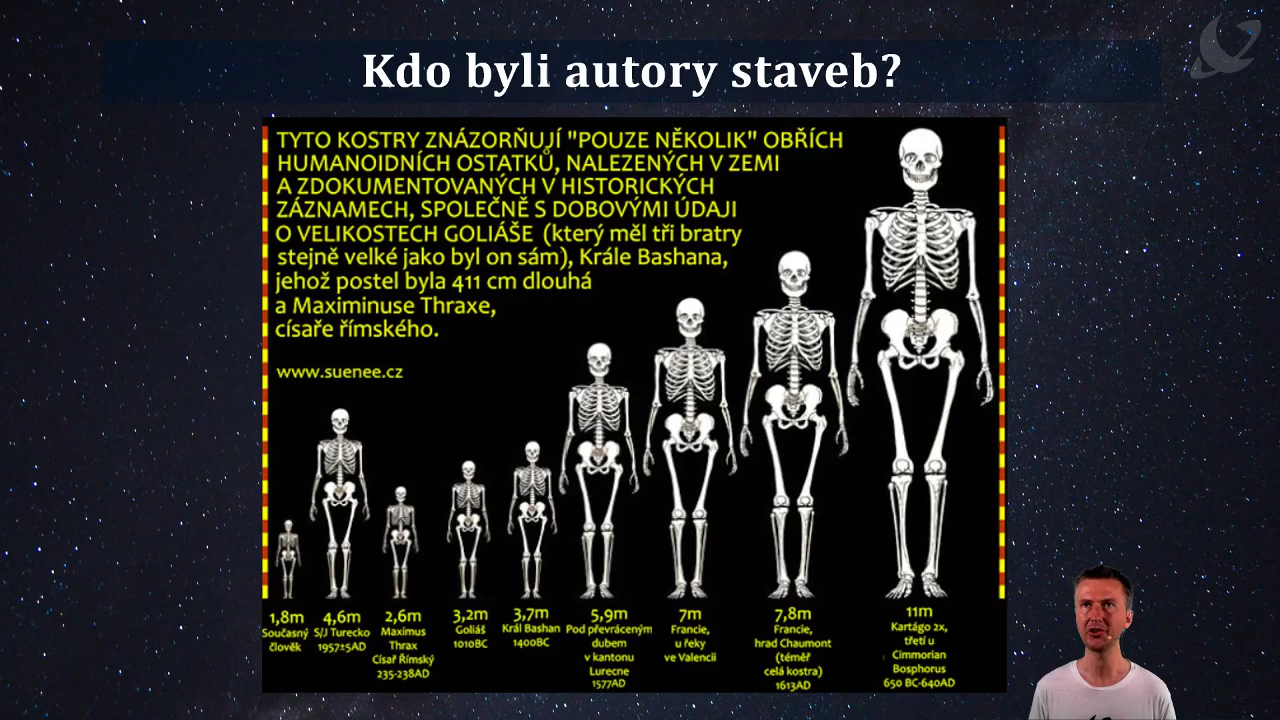 Kdo byli autory staveb?
TYTO KOSTRY ZNÁZORŇUJÍ "POUZE NĚKOLIK" OBŘÍCH
HUMANOIDNÍCH OSTATKŮ, NALEZENÝCH V ZEMI
A ZDOKUMENTOVANÝCH V HISTORICKÝCH
ZÁZNAMECH, SPOLEČNĚ S DOBOVÝMI ÚDAJI
O VELIKOSTECH GOLIÁŠE (který měl tři bratry
stejně velké jako byl on sám), Krále Bashana,
jehož postel byla 411 cm dlouhá
a Maximinuse Thraxe,
císaře římského.
www.suenee.cz
1,8m
Současný
člověk
4,6m
S/J Turecko
1957±5AD
2,6m
Maximus
Thrax
Císař Římský
235-238AD
3,2m
Goliáš
1010BC
3,7m
Král Bashan
1400BC
5,9m
Pod převráceným
dubem
v kantonu
Lurecne
1577AD
7m
Francie,
u řeky
ve Valencii
7,8m
Francie,
hrad Chaumont
(téměř
celá kostra)
1613AD
11m
Kartágo 2x,
třetí u
Cimmorian
Bosphorus
650 BC-640AD